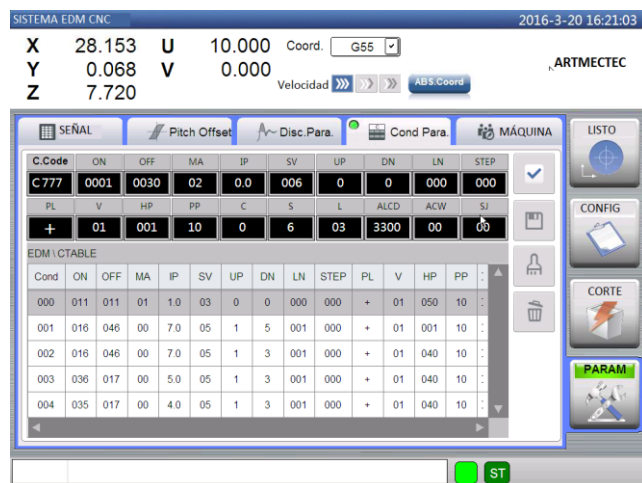 SISTEMA EDM CNC 2016-3-20 16:21:03
X 28.153 U 10.000 Coord. G55
Y 0.068 V 0.000
Z 7.720 Velocidad ABS.Coord
ARTMECTEC
SEÑAL Pitch Offset Disc.Para. Cond Para. MÁQUINA
C.Code ON OFF MA IP SV UP DN LN STEP
C777 0001 0030 02 0.0 006 0 0 000 000
PL V HP PP C S L ALCD ACW SJ
+ 01 001 10 0 6 03 3300 00 00
EDM \ CTABLE
Cond ON OFF MA IP SV UP DN LN STEP PL V HP PP
000 011 011 01 1.0 03 0 0 000 000 + 01 050 10
001 016 046 00 7.0 05 1 5 001 000 + 01 001 10
002 016 046 00 7.0 05 1 3 001 000 + 01 040 10
003 036 017 00 5.0 05 1 3 001 000 + 01 040 10
004 035 017 00 4.0 05 1 3 001 000 + 01 040 10
LISTO
CONFIG
CORTE
PARAM
ST